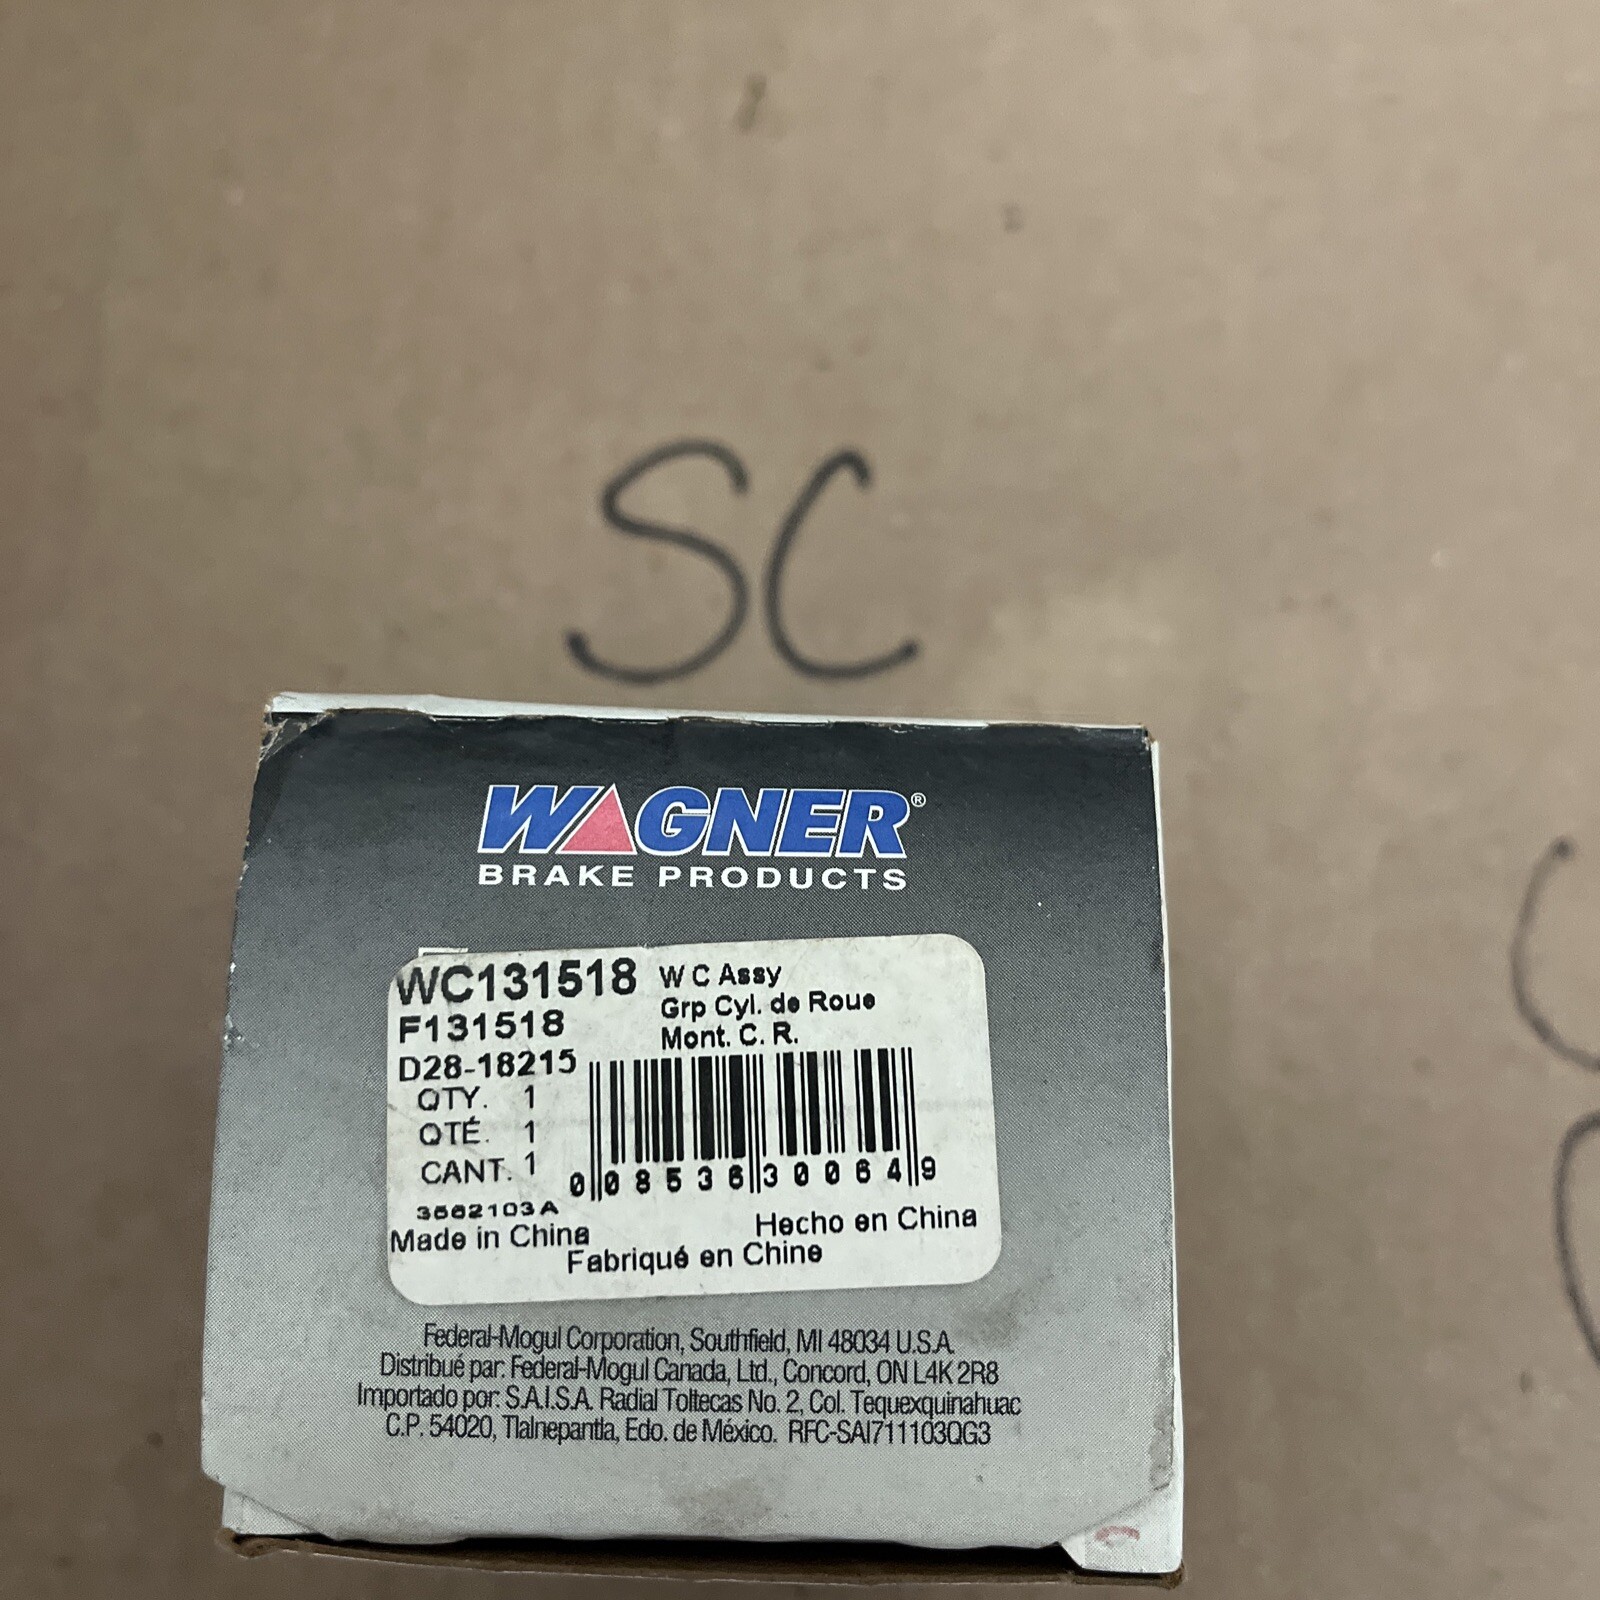 SC
WAGNER®
BRAKE PRODUCTS
WC131518
W C Assy
F131518
Grp Cyl. de Roue
Mont. C. R.
D28-18215
QTY. 1
QTÉ. 1
CANT. 1
0 08536 30064 9
3562103A
Made in China
Hecho en China
Fabriqué en Chine
Federal-Mogul Corporation, Southfield, MI 48034 U.S.A.
Distribué par: Federal-Mogul Canada, Ltd., Concord, ON L4K 2R8
Importado por: S.A.I.S.A. Radial Toltecas No. 2, Col. Tequexquinahuac
C.P. 54020, Tlalnepantla, Edo. de México. RFC-SAI711103QG3